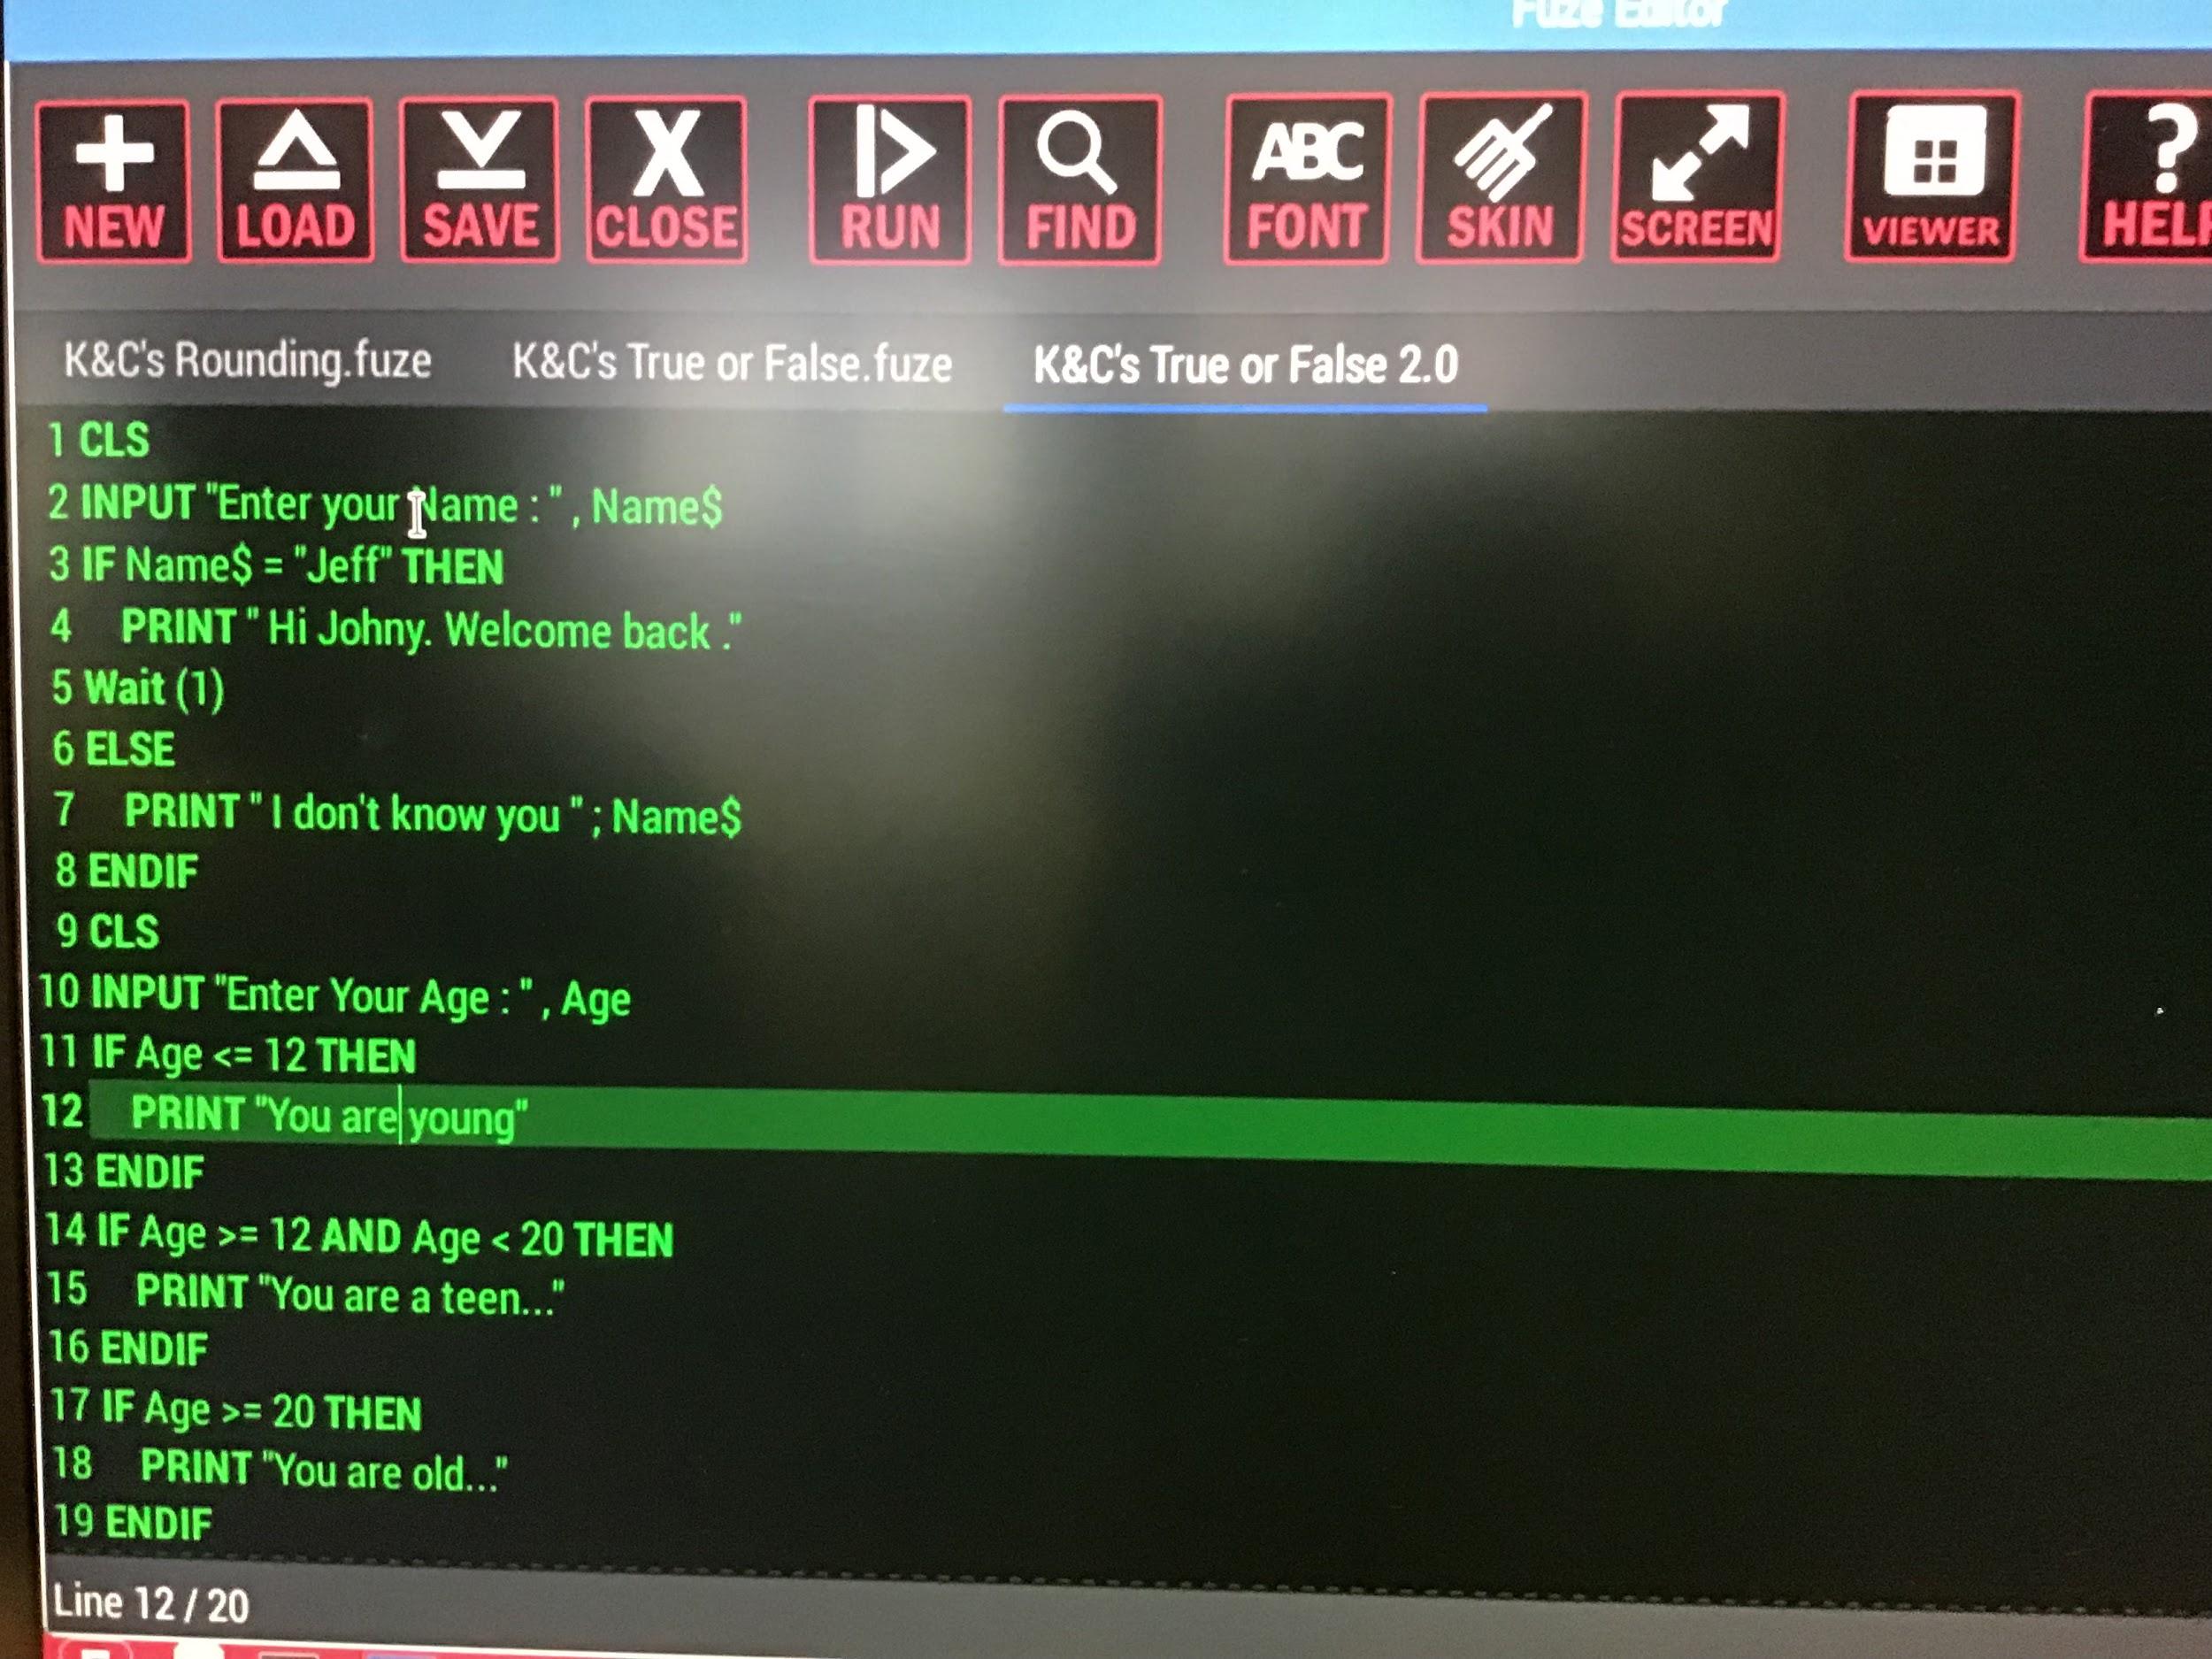 Fuze Editor
NEW LOAD SAVE CLOSE RUN FIND ABC FONT SKIN SCREEN VIEWER ? HELP
K&C's Rounding.fuze K&C's True or False.fuze K&C's True or False 2.0
1 CLS
2 INPUT "Enter your Name : " , Name$
3 IF Name$ = "Jeff" THEN
4 PRINT " Hi Johny. Welcome back ."
5 Wait (1)
6 ELSE
7 PRINT " I don't know you " ; Name$
8 ENDIF
9 CLS
10 INPUT "Enter Your Age : " , Age
11 IF Age <= 12 THEN
12 PRINT "You are young"
13 ENDIF
14 IF Age >= 12 AND Age < 20 THEN
15 PRINT "You are a teen..."
16 ENDIF
17 IF Age >= 20 THEN
18 PRINT "You are old..."
19 ENDIF
Line 12 / 20